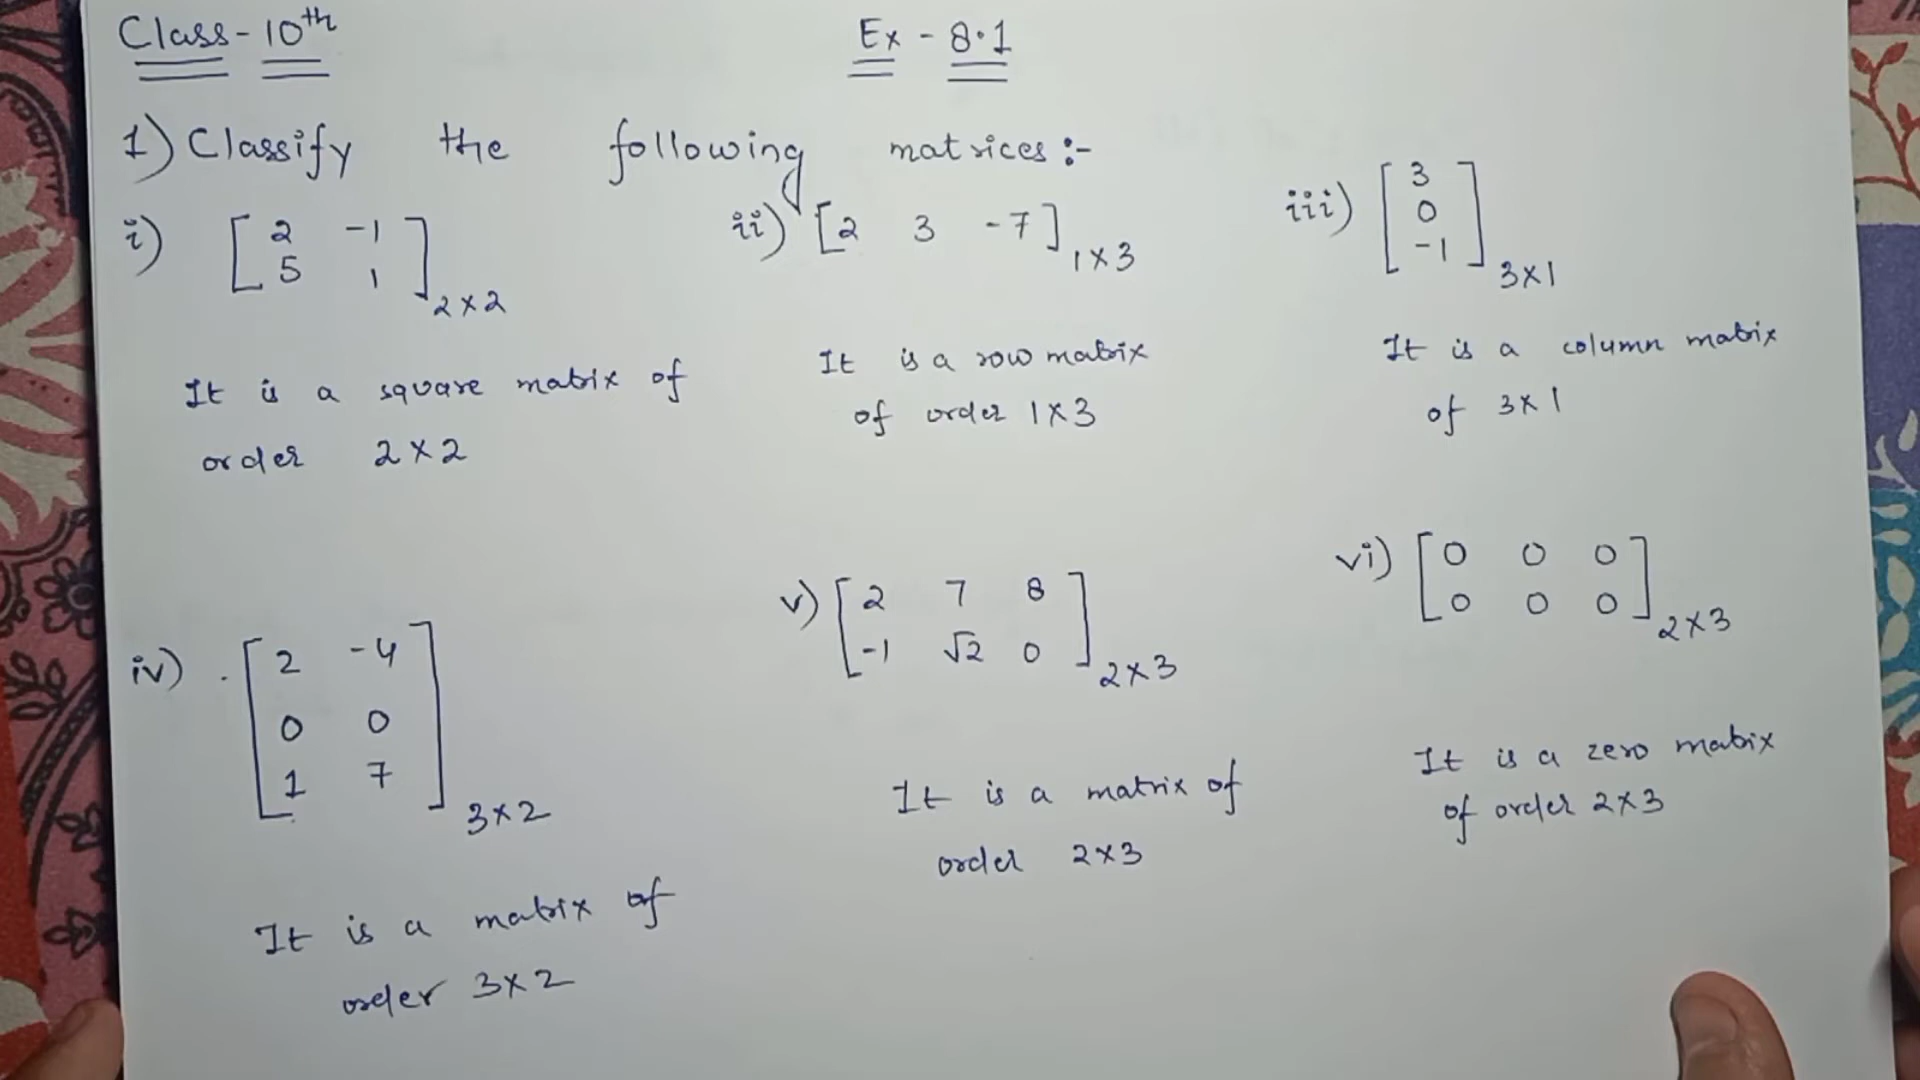 Class - 10th
Ex - 8.1
1) Classify the following matrices :-
i) [2 -1
5 1] 2×2
ii) [2 3 -7] 1×3
iii) [3
0
-1] 3×1
It is a square matrix of
order 2×2
It is a row matrix
of order 1×3
It is a column matrix
of 3×1
iv) [2 -4
0 0
1 7] 3×2
v) [2 7 8
-1 √2 0] 2×3
vi) [0 0 0
0 0 0] 2×3
It is a matrix of
order 3×2
It is a matrix of
order 2×3
It is a zero matrix
of order 2×3